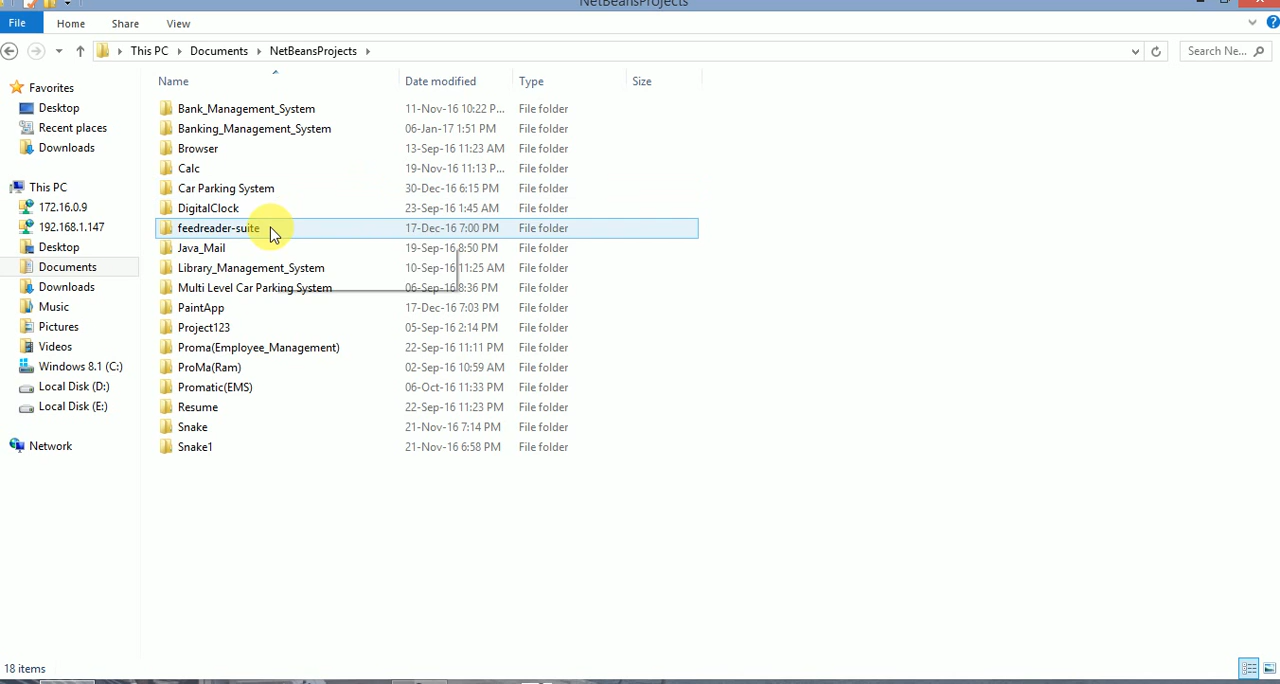 NetBeansProjects
File Home Share View
This PC Documents NetBeansProjects Search Ne...
Name Date modified Type Size
Favorites
Desktop
Recent places
Downloads
This PC
172.16.0.9
192.168.1.147
Desktop
Documents
Downloads
Music
Pictures
Videos
Windows 8.1 (C:)
Local Disk (D:)
Local Disk (E:)
Network
Bank_Management_System 11-Nov-16 10:22 P... File folder
Banking_Management_System 06-Jan-17 1:51 PM File folder
Browser 13-Sep-16 11:23 AM File folder
Calc 19-Nov-16 11:13 P... File folder
Car Parking System 30-Dec-16 6:15 PM File folder
DigitalClock 23-Sep-16 1:45 AM File folder
feedreader-suite 17-Dec-16 7:00 PM File folder
Java_Mail 19-Sep-16 8:50 PM File folder
Library_Management_System 10-Sep-16 11:25 AM File folder
Multi Level Car Parking System 06-Sep-16 8:36 PM File folder
PaintApp 17-Dec-16 7:03 PM File folder
Project123 05-Sep-16 2:14 PM File folder
Proma(Employee_Management) 22-Sep-16 11:11 PM File folder
ProMa(Ram) 02-Sep-16 10:59 AM File folder
Promatic(EMS) 06-Oct-16 11:33 PM File folder
Resume 22-Sep-16 11:23 PM File folder
Snake 21-Nov-16 7:14 PM File folder
Snake1 21-Nov-16 6:58 PM File folder
18 items